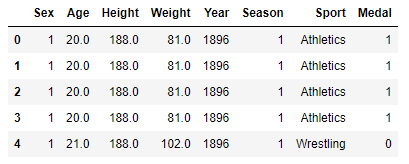 Sex Age Height Weight Year Season Sport Medal
0 1 20.0 188.0 81.0 1896 1 Athletics 1
1 1 20.0 188.0 81.0 1896 1 Athletics 1
2 1 20.0 188.0 81.0 1896 1 Athletics 1
3 1 20.0 188.0 81.0 1896 1 Athletics 1
4 1 21.0 188.0 102.0 1896 1 Wrestling 0